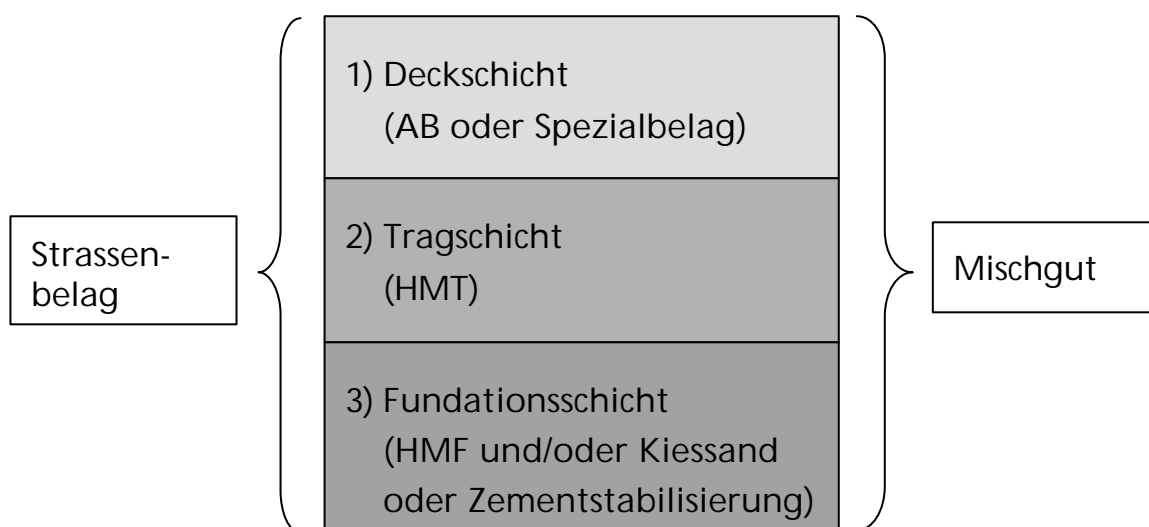 1) Deckschicht
(AB oder Spezialbelag)
Strassen-
belag
2) Tragschicht
(HMT)
Mischgut
3) Fundationsschicht
(HMF und/oder Kiessand
oder Zementstabilisierung)